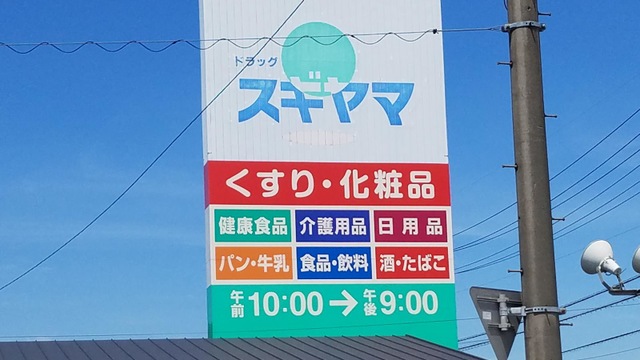 ドラッグ
スギヤマ
くすり・化粧品
健康食品 介護用品 日用品
パン・牛乳 食品・飲料 酒・たばこ
午前10:00→午後9:00